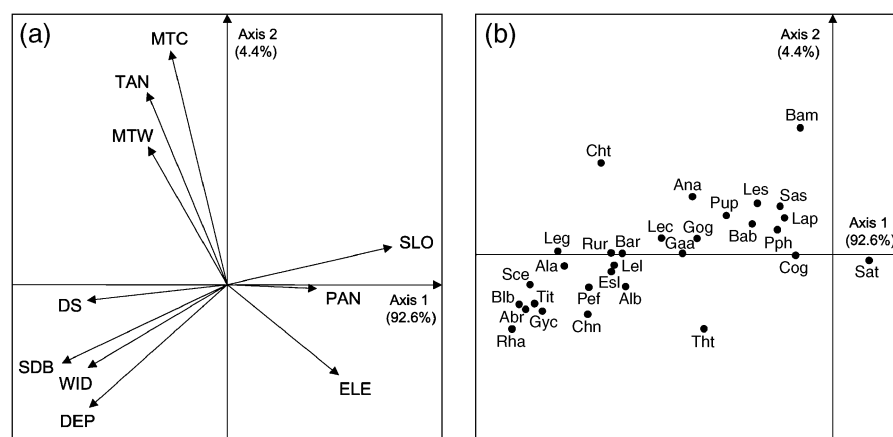 (a)
Axis 2
(4.4%)
MTC
TAN
MTW
SLO
PAN
Axis 1
(92.6%)
DS
SDB
WID
DEP
ELE
(b)
Axis 2
(4.4%)
Bam
Cht
Ana
Les
Sas
Pup
Lap
Axis 1
(92.6%)
Bab
Pph
Lec
Gog
Gaa
Leg
Rur
Bar
Cog
Sat
Ala
Lel
Esl
Sce
Alb
Pef
Blb
Tit
Abr
Gyc
Chn
Rha
Tht